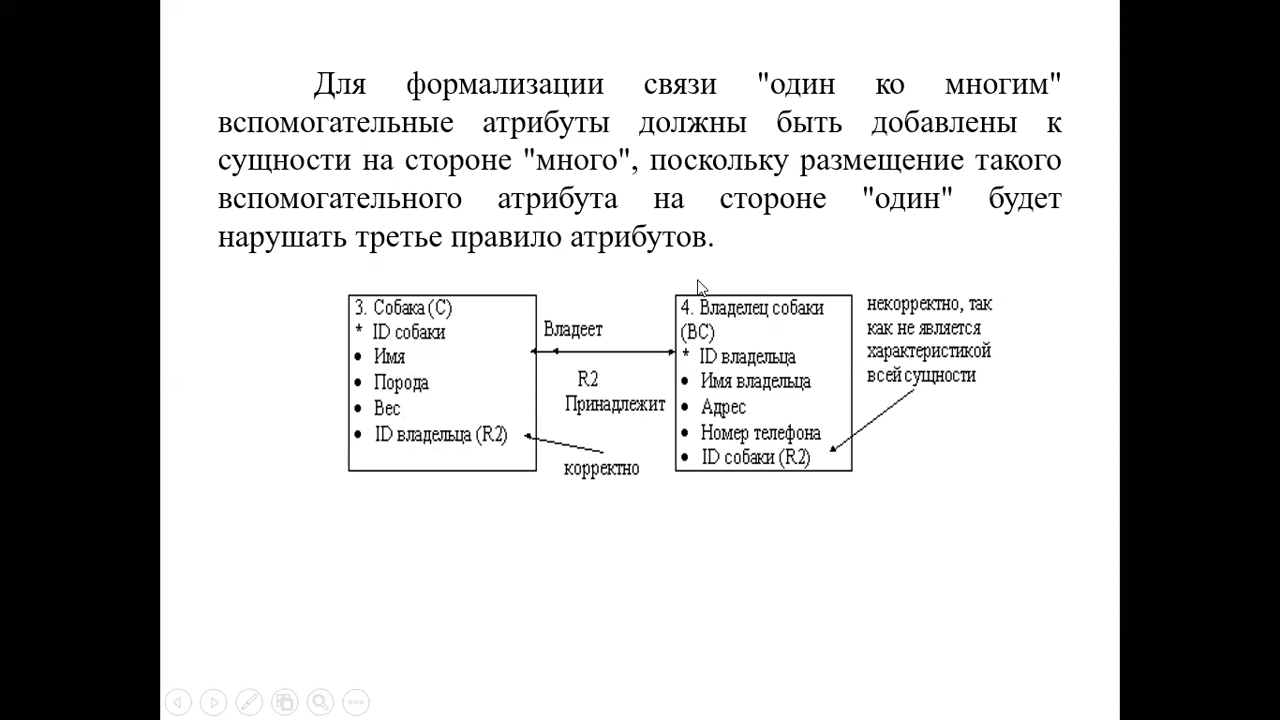 Для формализации связи "один ко многим"
вспомогательные атрибуты должны быть добавлены к
сущности на стороне "много", поскольку размещение такого
вспомогательного атрибута на стороне "один" будет
нарушать третье правило атрибутов.
3. Собака (С)
* ID собаки
• Имя
• Порода
• Вес
• ID владельца (R2)
Владеет
R2
Принадлежит
корректно
4. Владелец собаки
(ВС)
* ID владельца
• Имя владельца
• Адрес
• Номер телефона
• ID собаки (R2)
некорректно, так
как не является
характеристикой
всей сущности